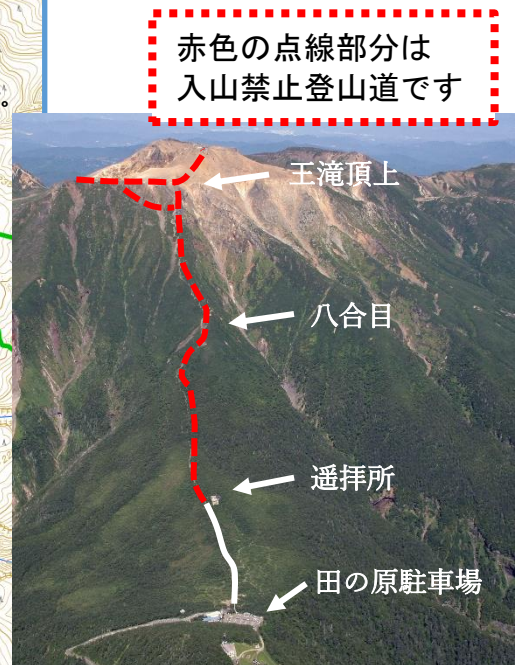 赤色の点線部分は
入山禁止登山道です
。
王滝頂上
八合目
遥拝所
田の原駐車場